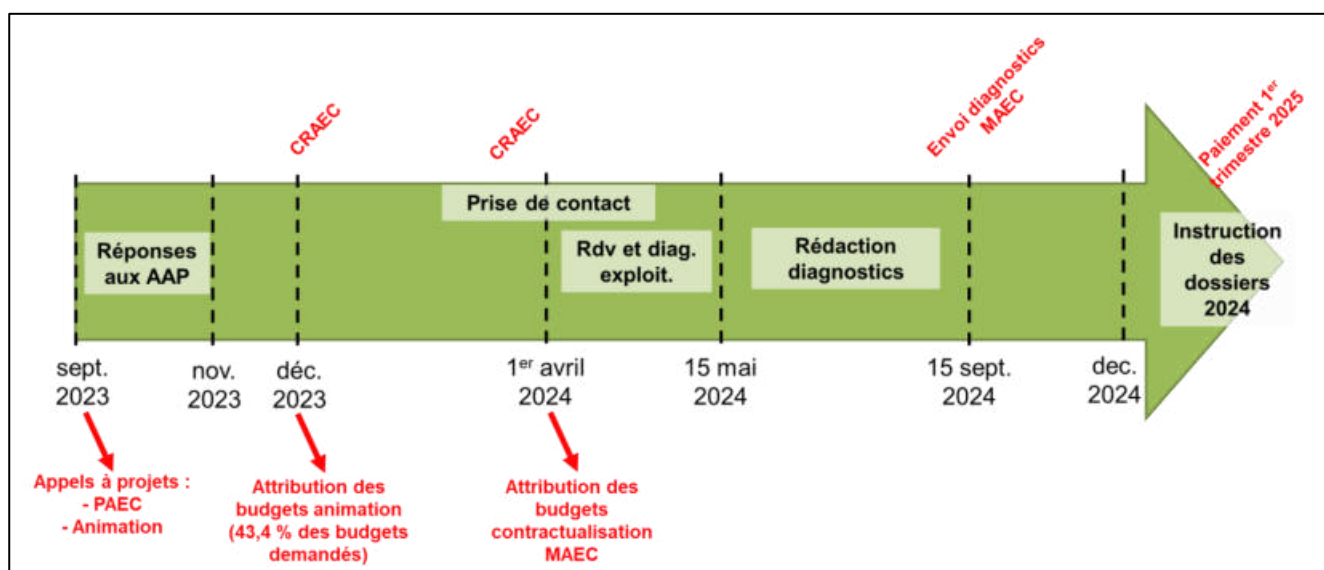 CRAEC
CRAEC
Envoi diagnostics
MAEC
Paiement 1er
trimestre 2025
Réponses
aux AAP
Prise de contact
Rdv et diag.
exploit.
Rédaction
diagnostics
Instruction
des
dossiers
2024
sept.
2023
nov.
2023
déc.
2023
1er avril
2024
15 mai
2024
15 sept.
2024
dec.
2024
Appels à projets :
- PAEC
- Animation
Attribution des
budgets animation
(43,4 % des budgets
demandés)
Attribution des
budgets
contractualisation
MAEC